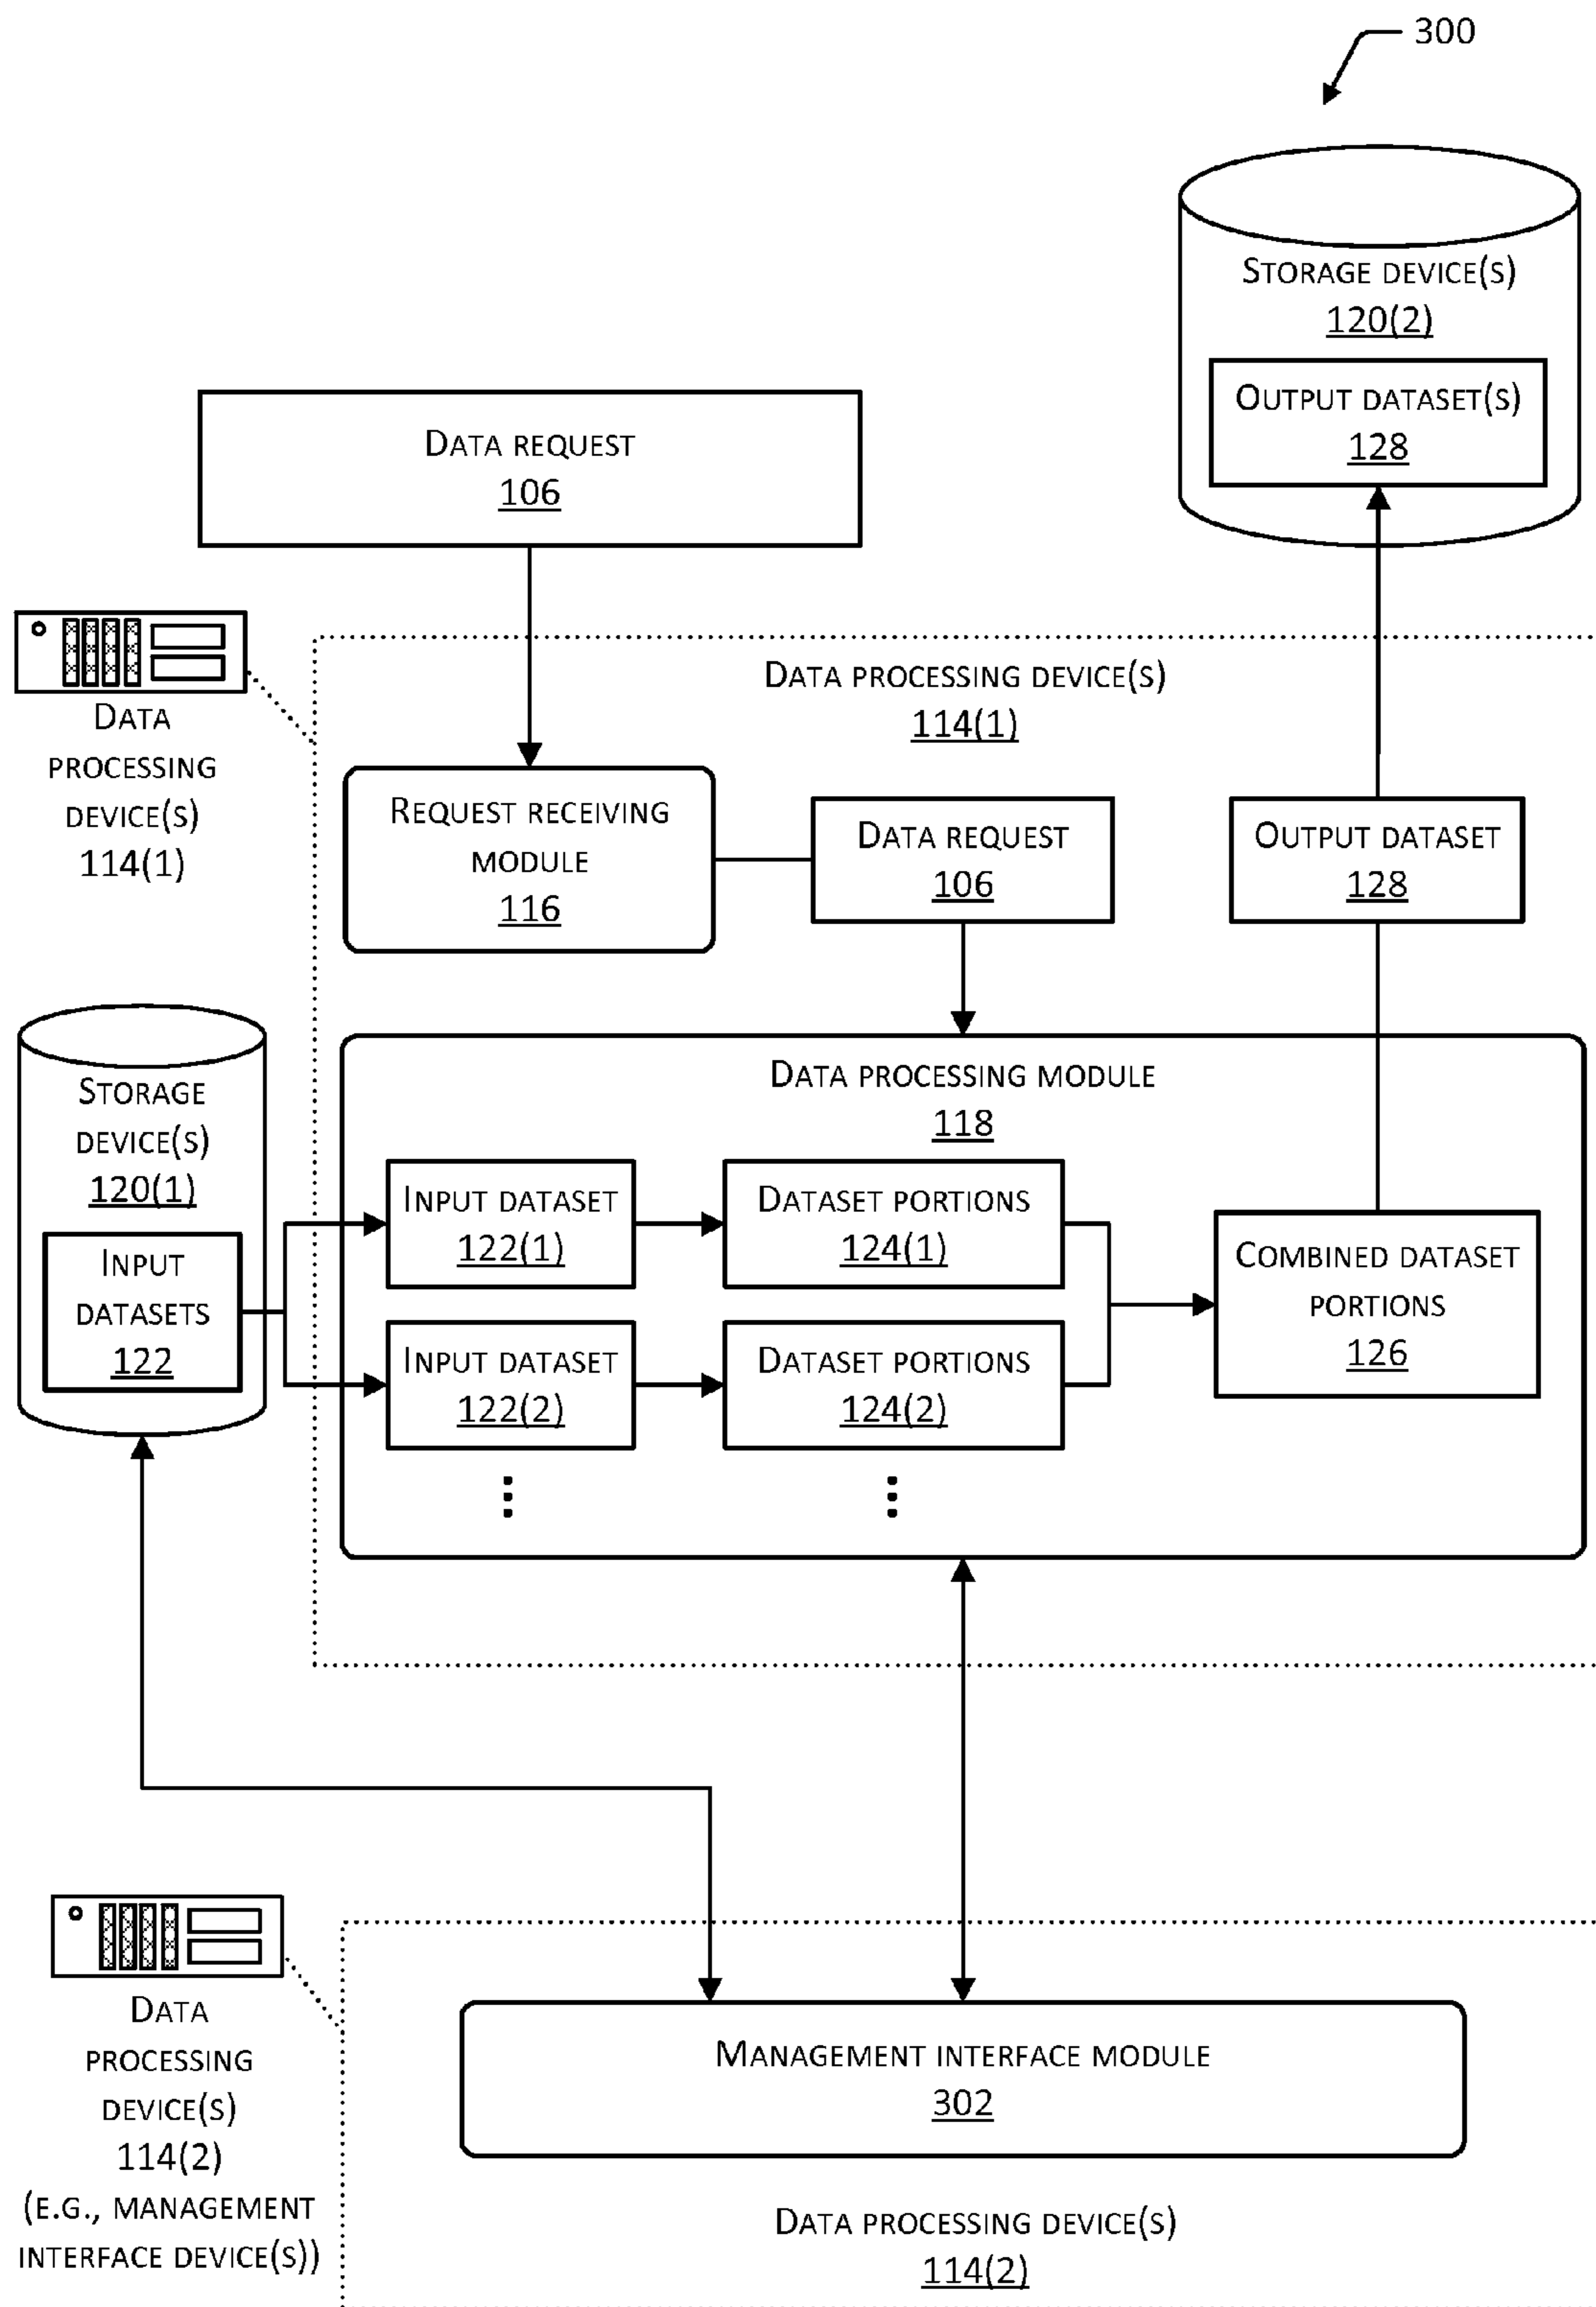 300
STORAGE DEVICE(S)
120(2)
OUTPUT DATASET(S)
128
DATA REQUEST
106
DATA
PROCESSING
DEVICE(S)
114(1)
DATA PROCESSING DEVICE(S)
114(1)
REQUEST RECEIVING
MODULE
116
DATA REQUEST
106
OUTPUT DATASET
128
STORAGE
DEVICE(S)
120(1)
INPUT
DATASETS
122
DATA PROCESSING MODULE
118
INPUT DATASET
122(1)
DATASET PORTIONS
124(1)
INPUT DATASET
122(2)
DATASET PORTIONS
124(2)
COMBINED DATASET
PORTIONS
126
DATA
PROCESSING
DEVICE(S)
114(2)
(E.G., MANAGEMENT
INTERFACE DEVICE(S))
MANAGEMENT INTERFACE MODULE
302
DATA PROCESSING DEVICE(S)
114(2)